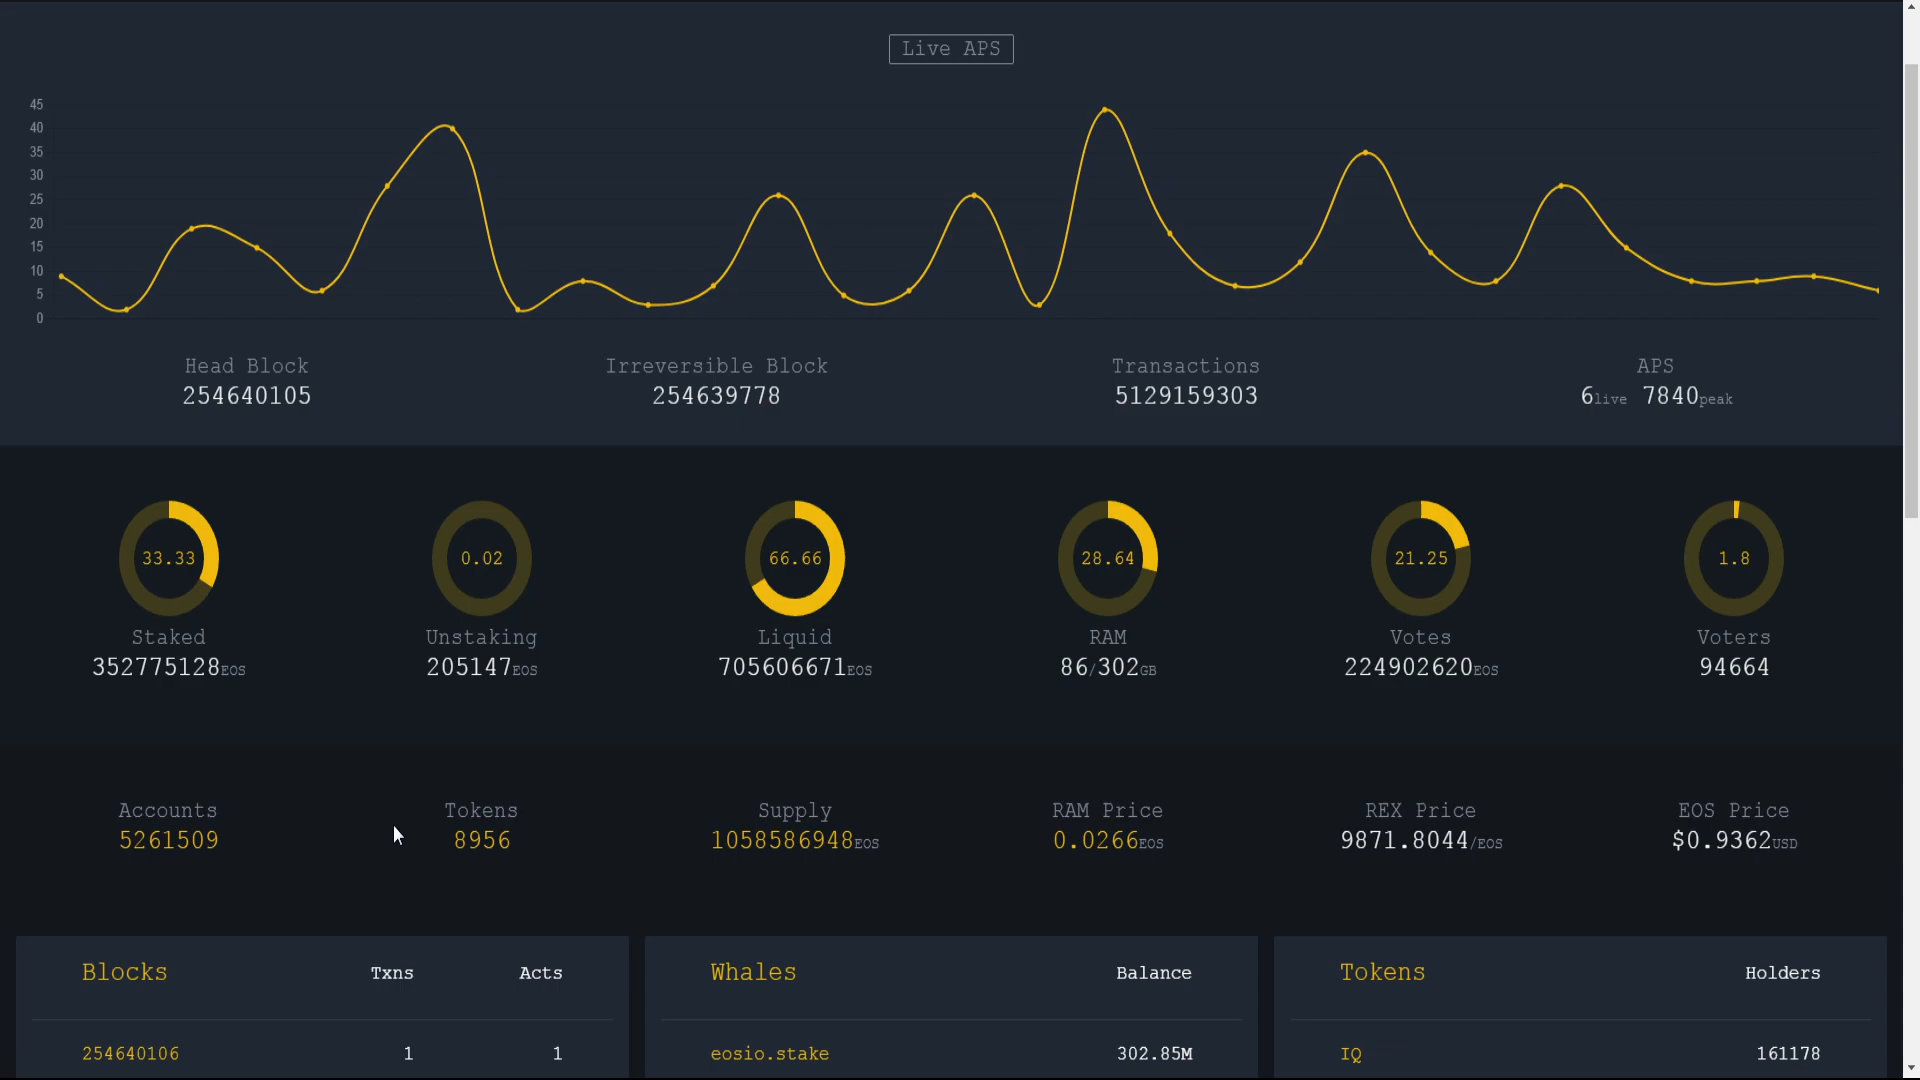 Live APS
45
40
35
30
25
20
15
10
5
0
Head Block Irreversible Block Transactions APS
254640105 254639778 5129159303 6live 7840peak
33.33 0.02 66.66 28.64 21.25 1.8
Staked Unstaking Liquid RAM Votes Voters
352775128EOS 205147EOS 705606671EOS 86/302GB 224902620EOS 94664
Accounts Tokens Supply RAM Price REX Price EOS Price
5261509 8956 1058586948EOS 0.0266EOS 9871.8044/EOS $0.9362USD
Blocks Txns Acts Whales Balance Tokens Holders
254640106 1 1 eosio.stake 302.85M IQ 161178